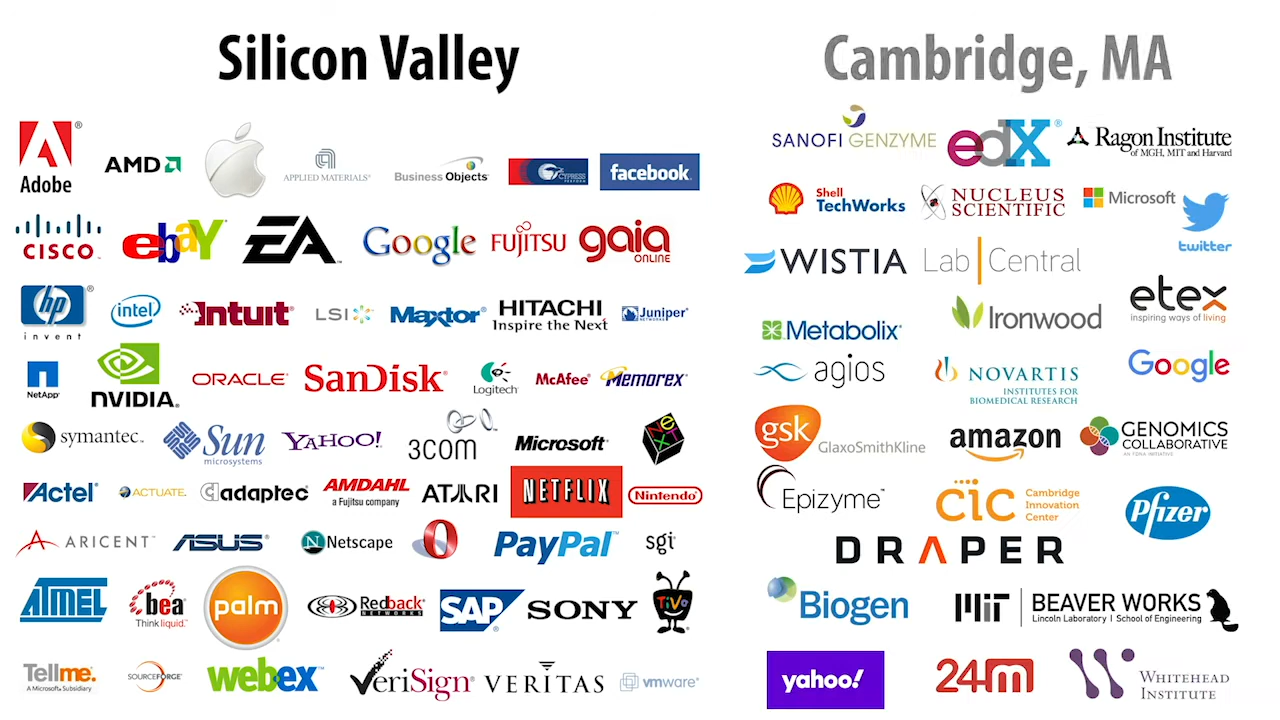 Silicon Valley
Cambridge, MA
Adobe
AMD
APPLIED MATERIALS
Business Objects
CYPRESS
PERFORM
facebook
CISCO
ebaY
EA
Google
FUJITSU
gaia
ONLINE
hp
invent
intel
Intuit
LSI
Maxtor
HITACHI
Inspire the Next
Juniper
NETWORKS
NetApp
NVIDIA
ORACLE
SanDisk
Logitech
McAfee
Memorex
symantec
Sun
microsystems
YAHOO!
3COM
Microsoft
NeXT
Actel
ACTUATE
adaptec
AMDAHL
a Fujitsu company
ATARI
NETFLIX
Nintendo
ARICENT
ASUS
Netscape
PayPal
sgi
ATMEL
bea
Think liquid.
palm
Redback
NETWORKS
SAP
SONY
TiVo
Tellme.
A Microsoft Subsidiary
SOURCEFORGE
webex
VeriSign
VERITAS
vmware
SANOFI GENZYME
edX
Ragon Institute
of MGH, MIT and Harvard
Shell
TechWorks
NUCLEUS
SCIENTIFIC
Microsoft
twitter
WISTIA
Lab Central
Metabolix
Ironwood
etex
inspiring ways of living
agios
NOVARTIS
INSTITUTES FOR
BIOMEDICAL RESEARCH
Google
gsk
GlaxoSmithKline
amazon
GENOMICS
COLLABORATIVE
Epizyme
cic
Cambridge
Innovation
Center
Pfizer
DRAPER
Biogen
MIT
BEAVER WORKS
Lincoln Laboratory | School of Engineering
yahoo!
24M
WHITEHEAD
INSTITUTE